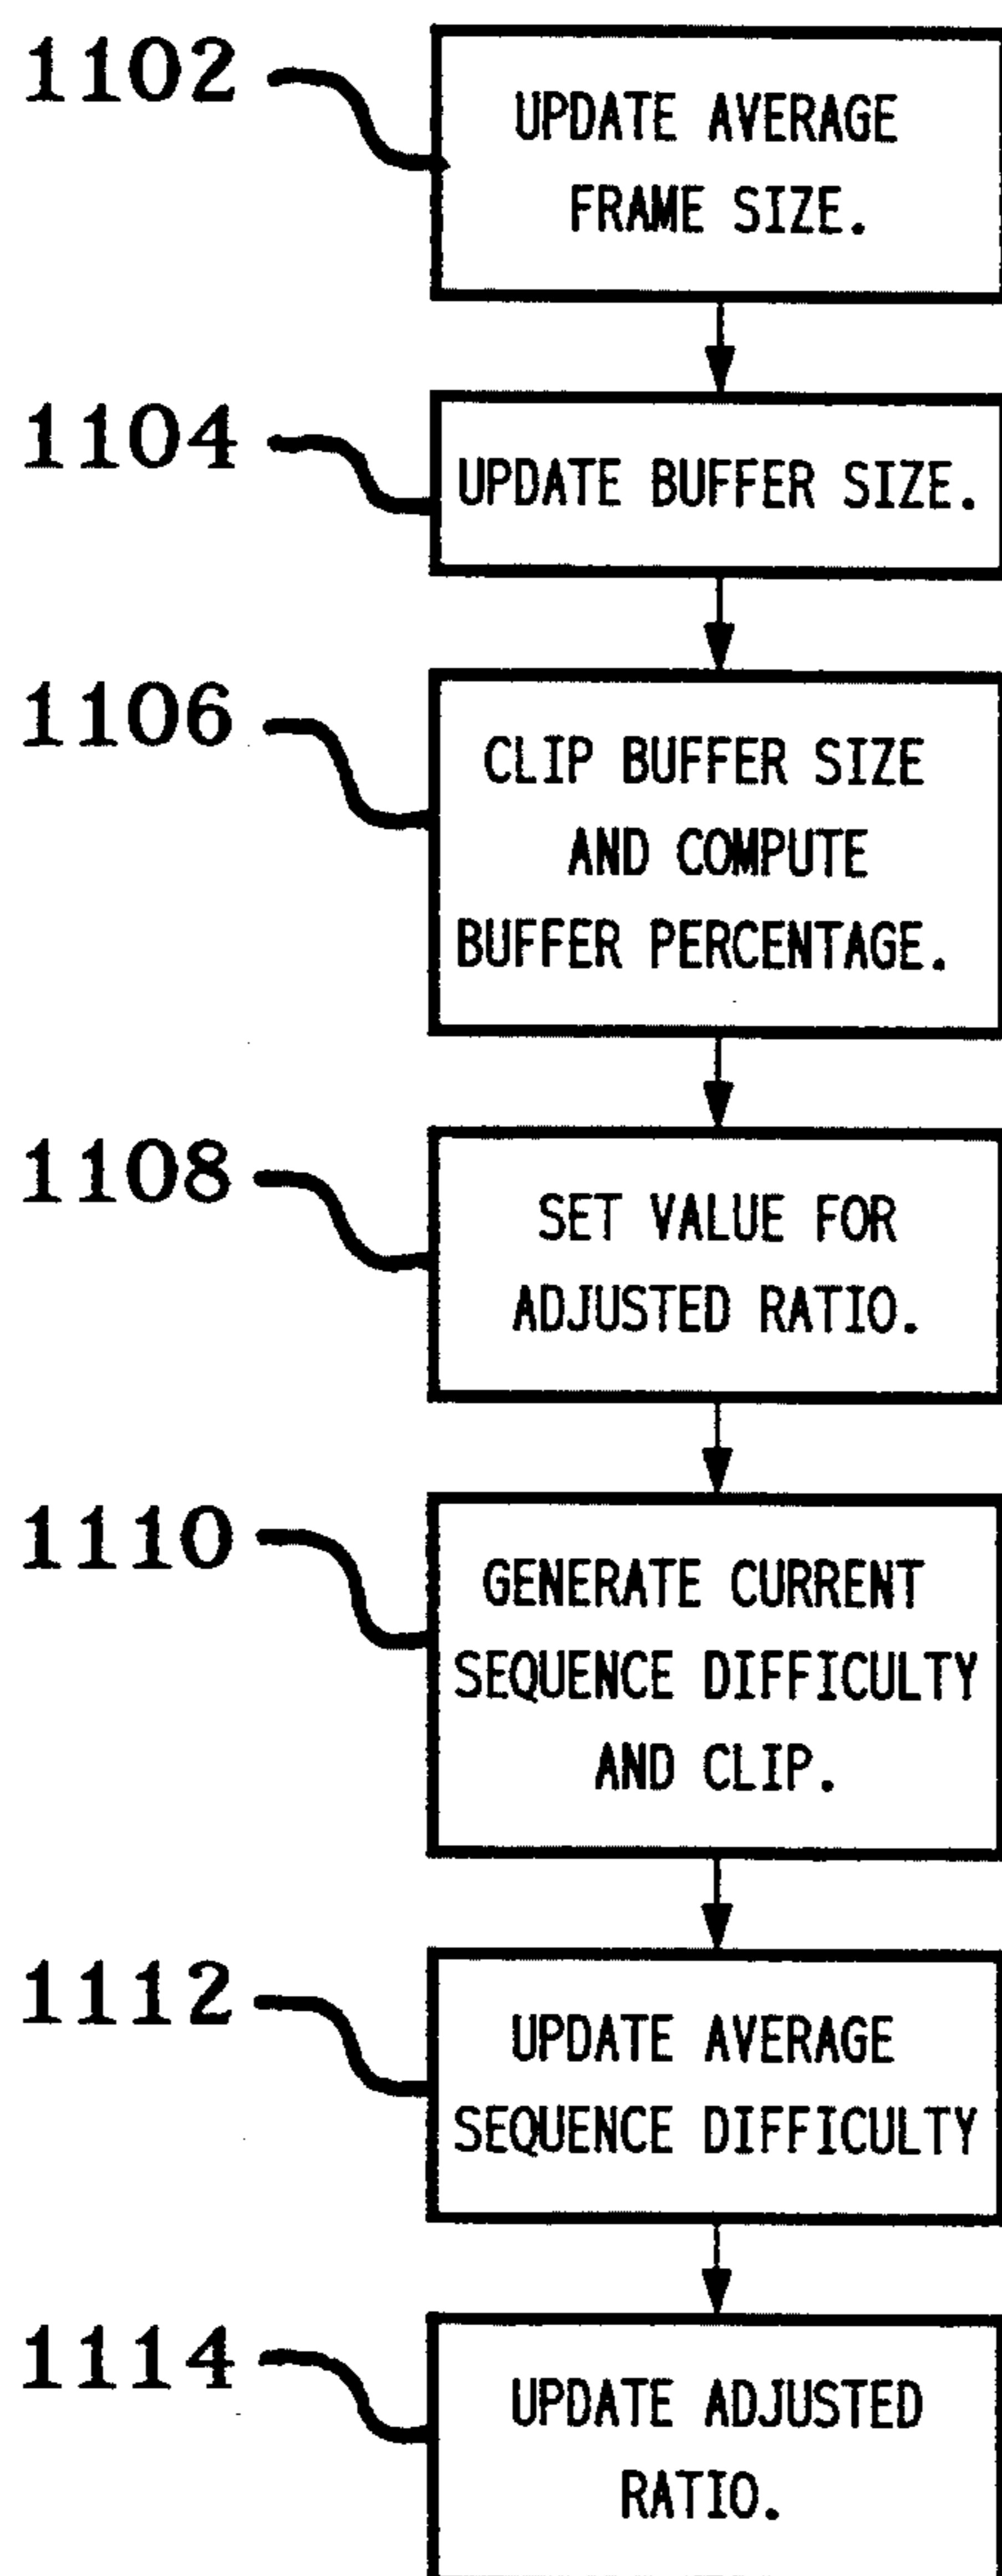 1102
UPDATE AVERAGE
FRAME SIZE.
1104
UPDATE BUFFER SIZE.
1106
CLIP BUFFER SIZE
AND COMPUTE
BUFFER PERCENTAGE.
1108
SET VALUE FOR
ADJUSTED RATIO.
1110
GENERATE CURRENT
SEQUENCE DIFFICULTY
AND CLIP.
1112
UPDATE AVERAGE
SEQUENCE DIFFICULTY
1114
UPDATE ADJUSTED
RATIO.